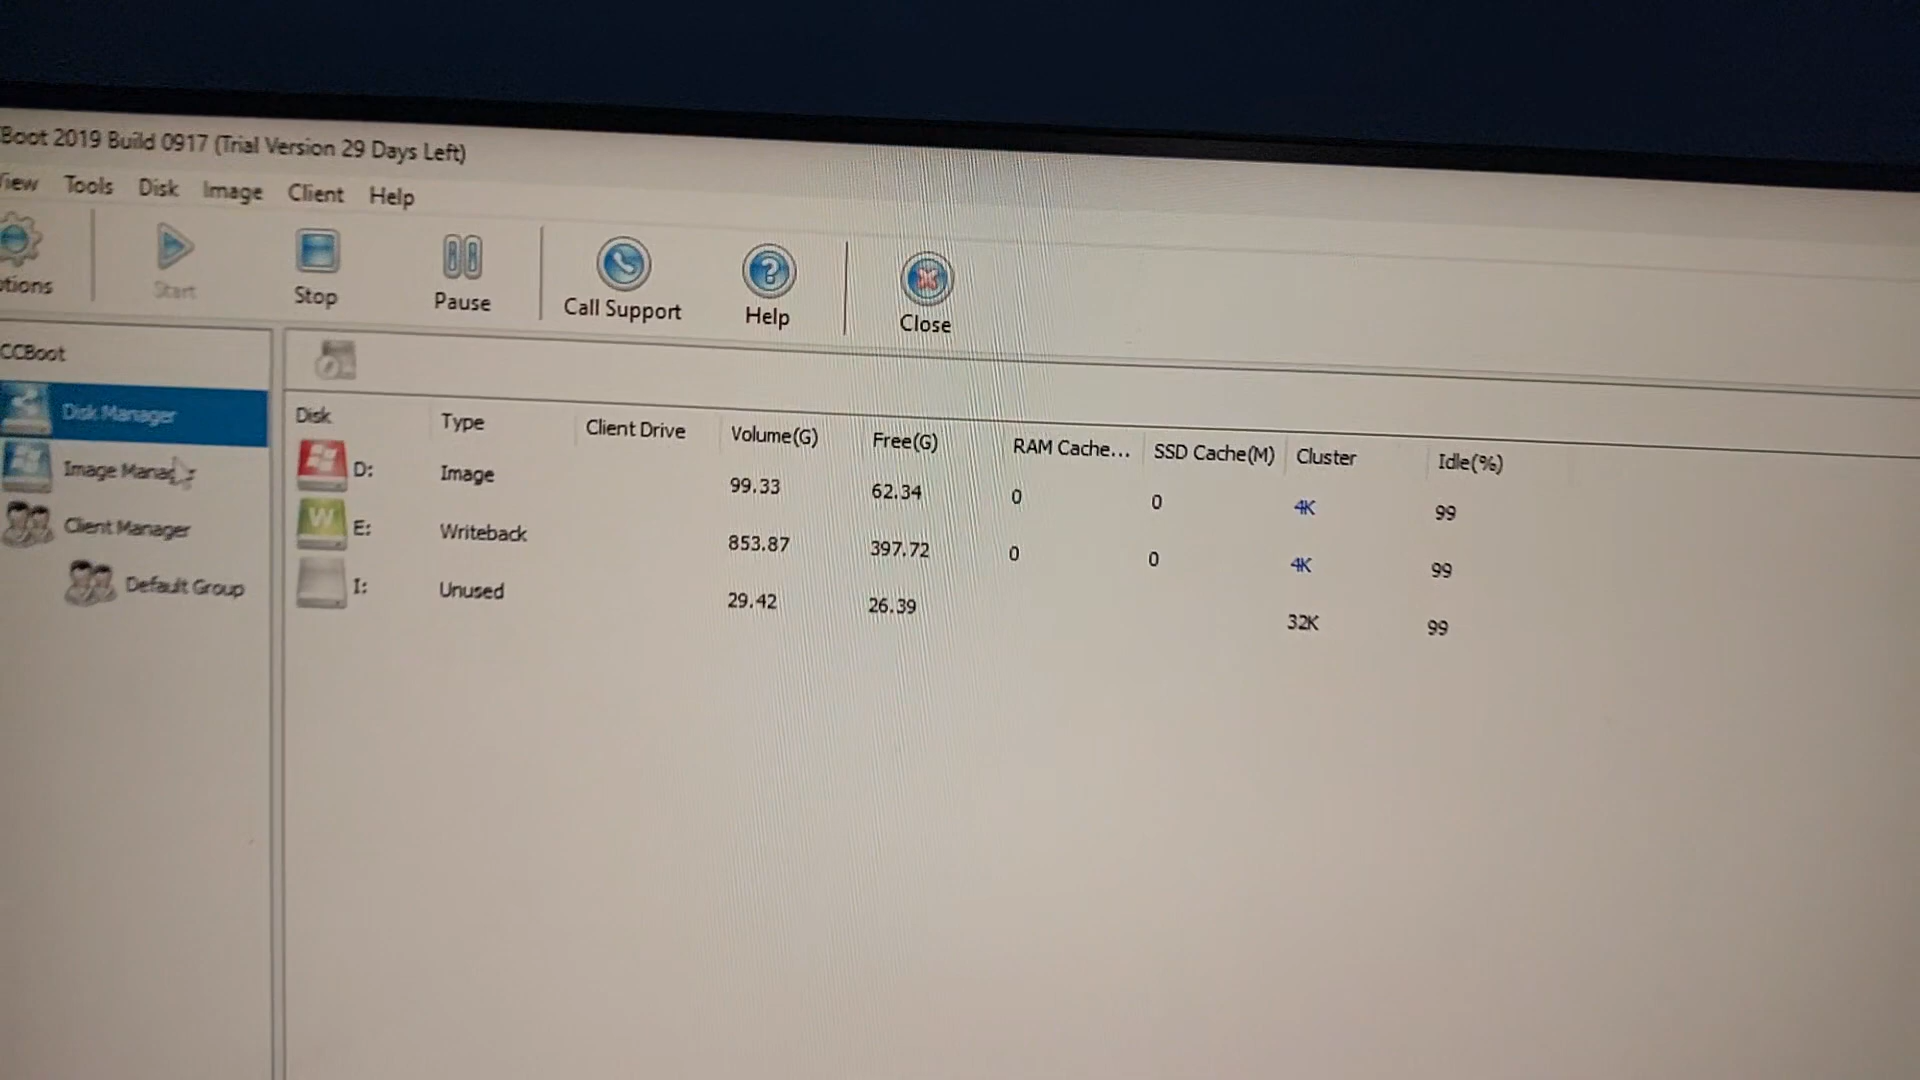 Boot 2019 Build 0917 (Trial Version 29 Days Left)
View Tools Disk Image Client Help
tions Start Stop Pause Call Support Help Close
CCBoot
Disk Manager
Image Manag
Client Manager
Default Group
Disk Type Client Drive Volume(G) Free(G) RAM Cache... SSD Cache(M) Cluster Idle(%)
D: Image 99.33 62.34 0 0 4K 99
W E: Writeback 853.87 397.72 0 0 4K 99
I: Unused 29.42 26.39 32K 99